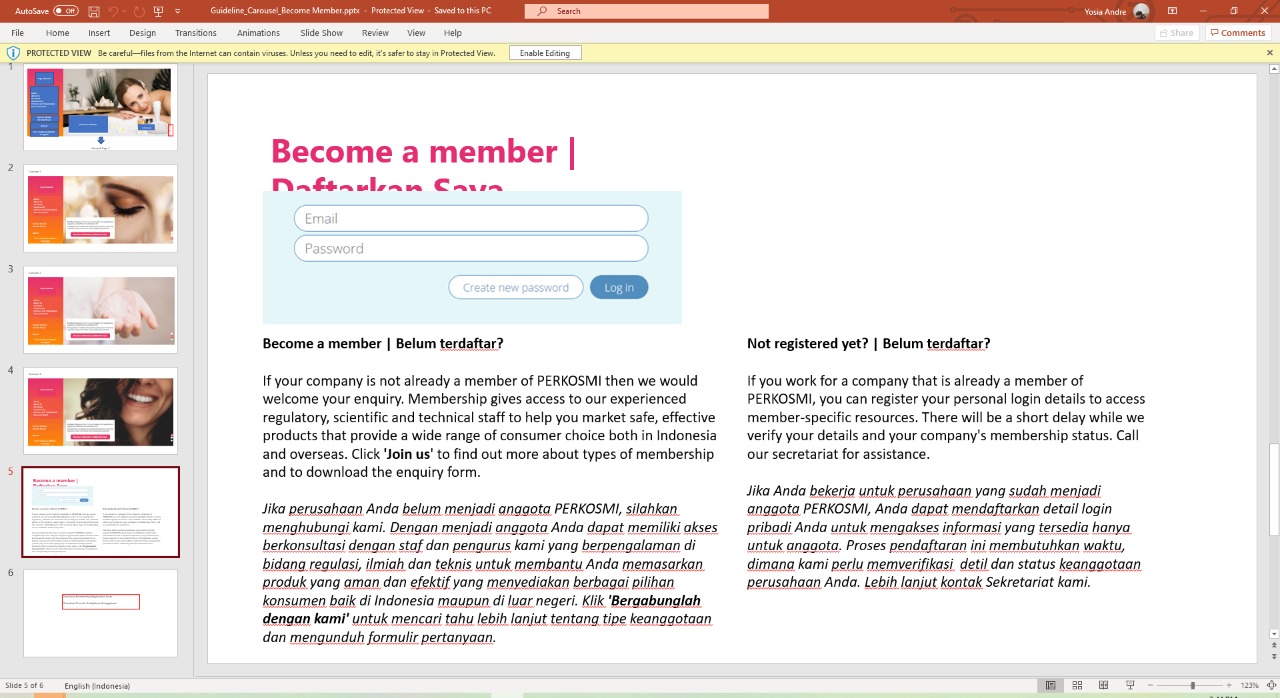 AutoSave Off
Guideline_Carousel_Become Member.pptx - Protected View - Saved to this PC
Search
Yosia Andre
File Home Insert Design Transitions Animations Slide Show Review View Help
Share Comments
PROTECTED VIEW Be careful—files from the Internet can contain viruses. Unless you need to edit, it's safer to stay in Protected View.
Enable Editing
1
2
3
4
5
6
Become a member |
Daftarkan Saya
Email
Password
Create new password
Log in
Become a member | Belum terdaftar?
If your company is not already a member of PERKOSMI then we would
welcome your enquiry. Membership gives access to our experienced
regulatory, scientific and technical staff to help you market safe, effective
products that provide a wide range of consumer choice both in Indonesia
and overseas. Click 'Join us' to find out more about types of membership
and to download the enquiry form.
Jika perusahaan Anda belum menjadi anggota PERKOSMI, silahkan
hubungi kami. Dengan menjadi anggota Anda dapat memiliki akses
berkonsultasi dengan staf dan pakar kami yang berpengalaman di
bidang regulasi, ilmiah dan teknis untuk membantu Anda memasarkan
produk yang aman dan efektif yang menyediakan berbagai pilihan
konsumen baik di Indonesia maupun di luar negeri. Klik 'Bergabunglah
dengan kami' untuk mencari tahu lebih lanjut tentang tipe keanggotaan
dan mengunduh formulir pertanyaan.
Not registered yet? | Belum terdaftar?
If you work for a company that is already a member of
PERKOSMI, you can register your personal login details to access
member-specific resources. There will be a short delay while we
verify your details and your company's membership status. Call
our secretariat for assistance.
Jika Anda bekerja untuk perusahaan yang sudah menjadi
anggota PERKOSMI, Anda dapat mendaftarkan detail login
pribadi Anda untuk mengakses informasi yang tersedia hanya
untuk anggota. Proses pendaftaran ini membutuhkan waktu,
dimana kami perlu memverifikasi detil dan status keanggotaan
perusahaan Anda. Lebih lanjut kontak Sekretariat kami.
Slide 5 of 6
English (Indonesia)
123%